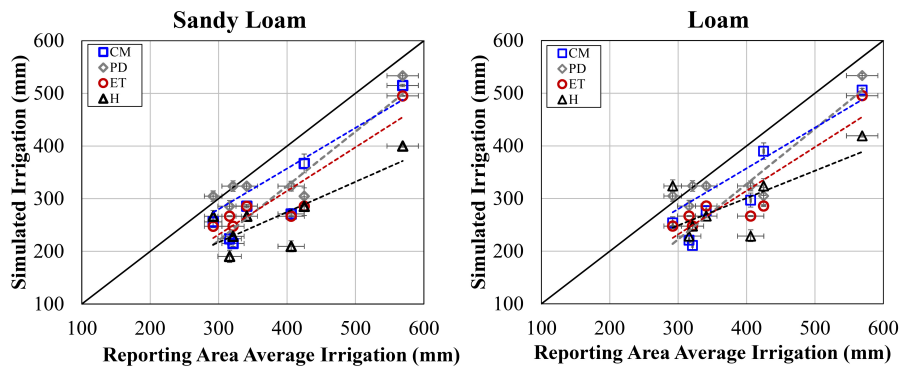 Sandy Loam
Simulated Irrigation (mm)
600
500
400
300
200
100
CM
PD
ET
H
100 200 300 400 500 600
Reporting Area Average Irrigation (mm)
Loam
Simulated Irrigation (mm)
600
500
400
300
200
100
CM
PD
ET
H
100 200 300 400 500 600
Reporting Area Average Irrigation (mm)